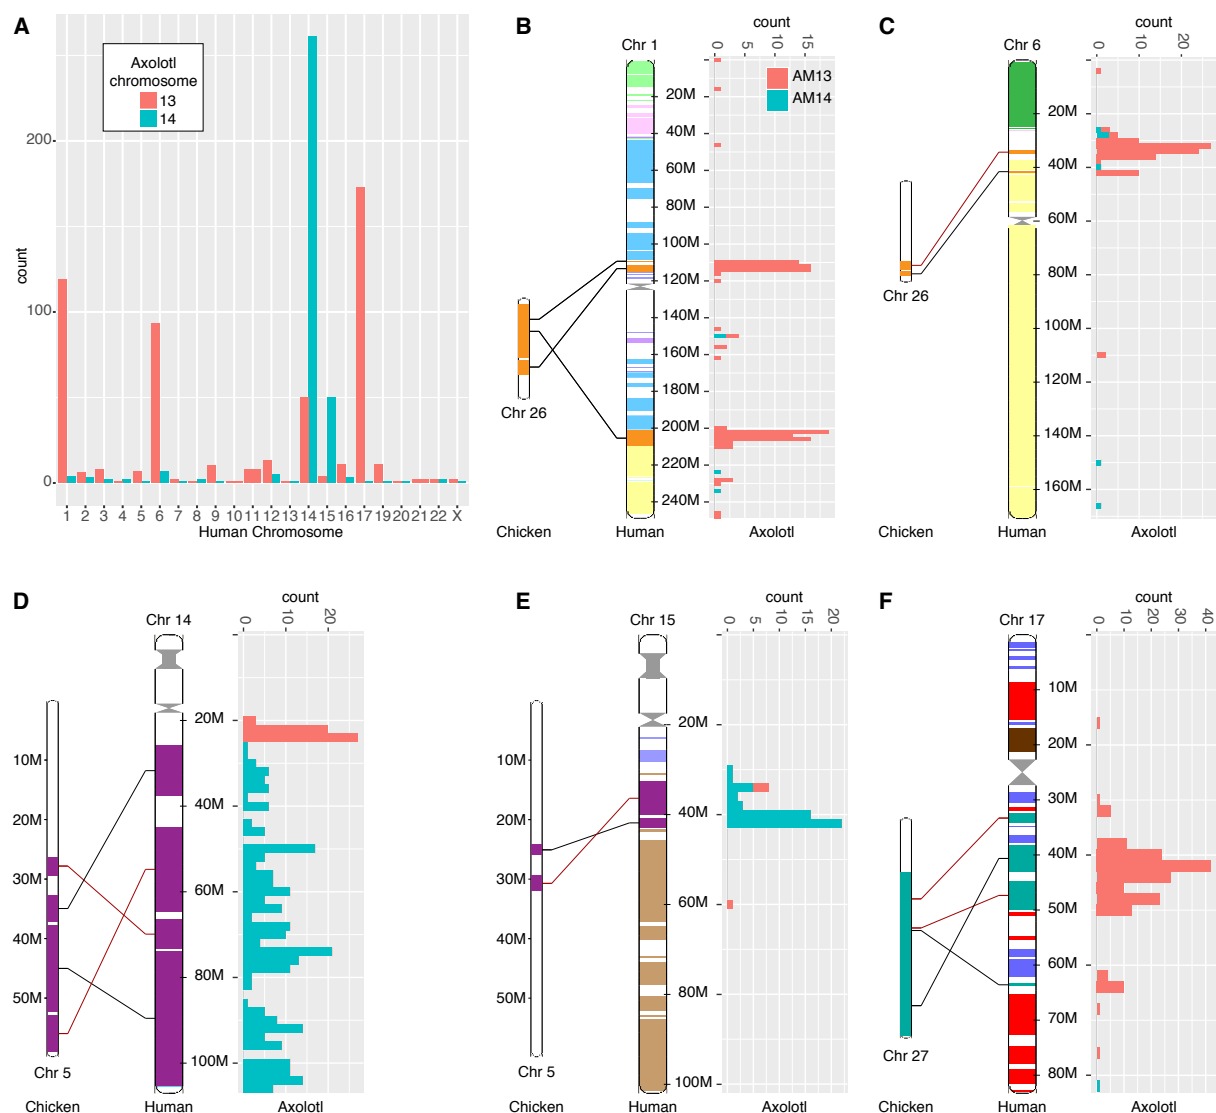 A
Axolotl
chromosome
13
14
count
200
100
0
1 2 3 4 5 6 7 8 9 10 11 12 13 14 15 16 17 18 19 20 21 22 X
Human Chromosome
B
count
Chr 1
0 5 10 15
AM13
AM14
20M
40M
60M
80M
100M
120M
140M
160M
180M
200M
220M
240M
Chr 26
Chicken Human Axolotl
C
count
Chr 6
0 20
20M
40M
60M
80M
100M
120M
140M
160M
Chr 26
Chicken Human Axolotl
D
count
Chr 14
0 10 20
10M
20M
30M
40M
50M
20M
40M
60M
80M
100M
Chr 5
Chicken Human Axolotl
E
count
Chr 15
0 5 10 15 20
10M
20M
30M
40M
50M
20M
40M
60M
80M
100M
Chr 5
Chicken Human Axolotl
F
count
Chr 17
0 10 20 30 40
10M
20M
30M
40M
50M
60M
70M
80M
Chr 27
Chicken Human Axolotl